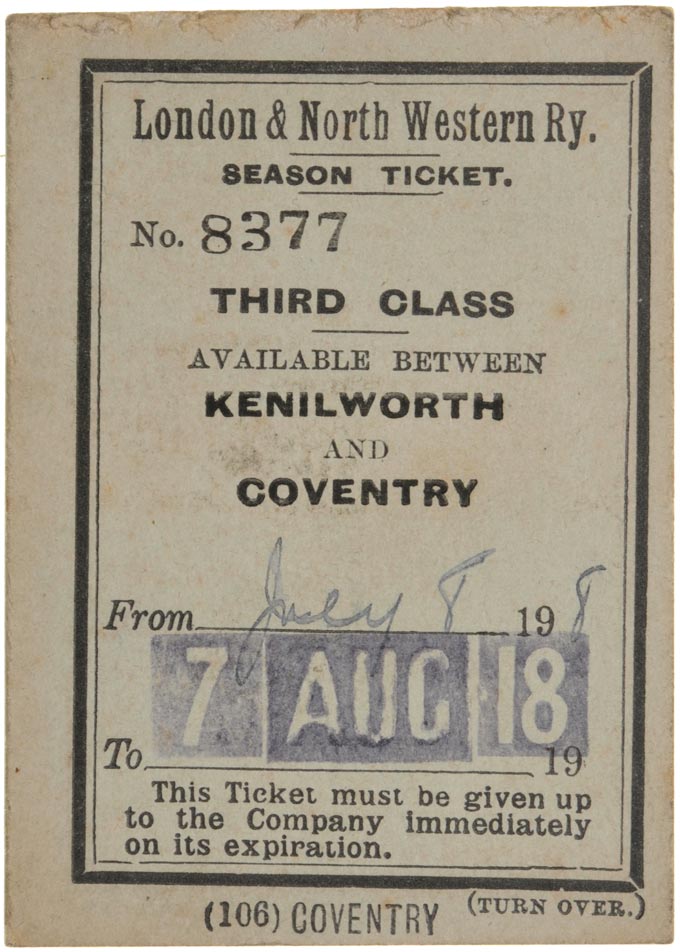 London & North Western Ry.
SEASON TICKET.
No. 8377
THIRD CLASS
AVAILABLE BETWEEN
KENILWORTH
AND
COVENTRY
From July 8 19 8
7 AUG 18
To 19
This Ticket must be given up
to the Company immediately
on its expiration.
(106) COVENTRY (TURN OVER.)